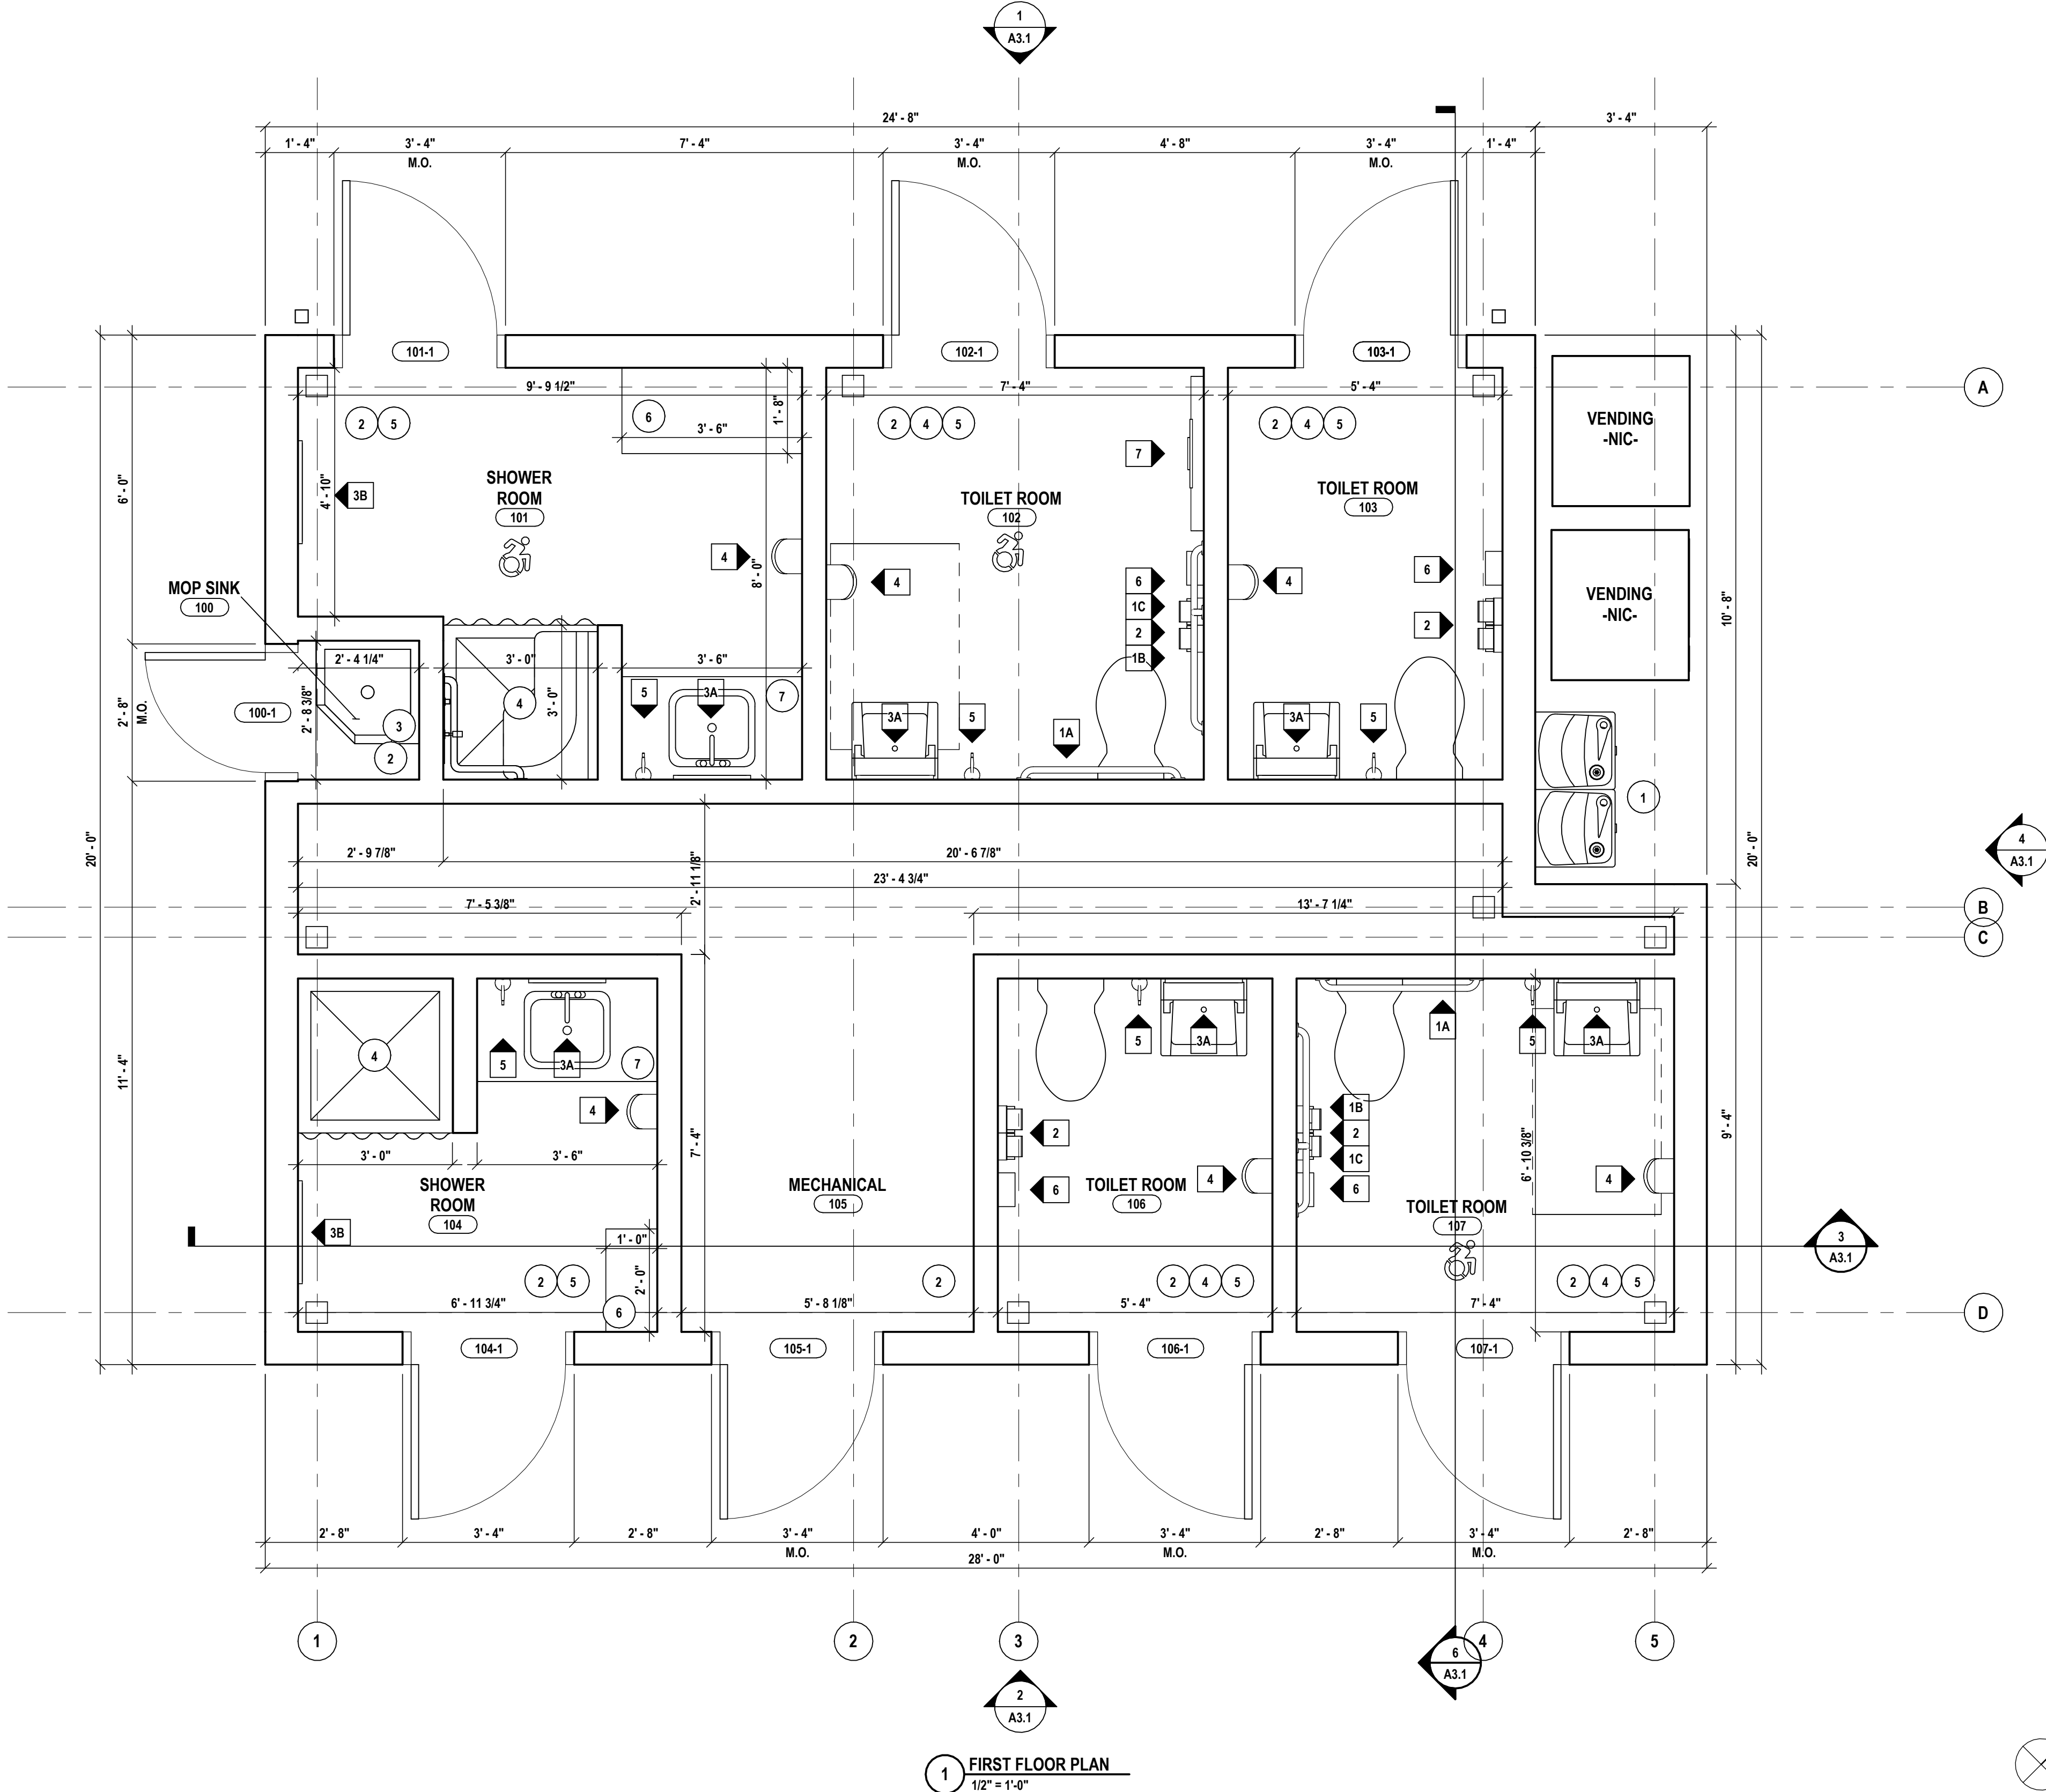 1
A3.1
24' - 8"
3' - 4"
1' - 4"
3' - 4"
M.O.
7' - 4"
3' - 4"
M.O.
4' - 8"
3' - 4"
M.O.
1' - 4"
101-1
102-1
103-1
9' - 9 1/2"
7' - 4"
5' - 4"
A
2
5
6
1' - 8"
3' - 6"
2
4
5
2
4
5
VENDING
-NIC-
7
SHOWER
ROOM
101
4' - 10"
3B
6' - 0"
TOILET ROOM
102
TOILET ROOM
103
4
8' - 0"
4
6
1C
2
1B
4
6
2
VENDING
-NIC-
10' - 8"
MOP SINK
100
2' - 4 1/4"
3' - 0"
3' - 6"
2' - 8"
M.O.
100-1
2' - 8 3/8"
3
2
4
3' - 0"
5
3A
7
3A
5
1A
3A
5
1
20' - 0"
2' - 9 7/8"
20' - 6 7/8"
2' - 11 1/8"
23' - 4 3/4"
7' - 5 3/8"
13' - 7 1/4"
20' - 0"
4
A3.1
B
C
4
5
3A
7
4
5
3A
1A
5
3A
11' - 4"
7' - 4"
2
6
4
1B
2
1C
6
6' - 10 3/8"
4
9' - 4"
3' - 0"
3' - 6"
SHOWER
ROOM
104
MECHANICAL
105
TOILET ROOM
106
TOILET ROOM
107
3B
1' - 0"
2' - 0"
3
A3.1
2
5
2
2
4
5
2
4
5
6' - 11 3/4"
6
5' - 8 1/8"
5' - 4"
7' - 4"
D
104-1
105-1
106-1
107-1
2' - 8"
3' - 4"
2' - 8"
3' - 4"
M.O.
4' - 0"
3' - 4"
M.O.
2' - 8"
3' - 4"
M.O.
2' - 8"
28' - 0"
1
2
3
4
5
6
A3.1
2
A3.1
1
FIRST FLOOR PLAN
1/2" = 1'-0"